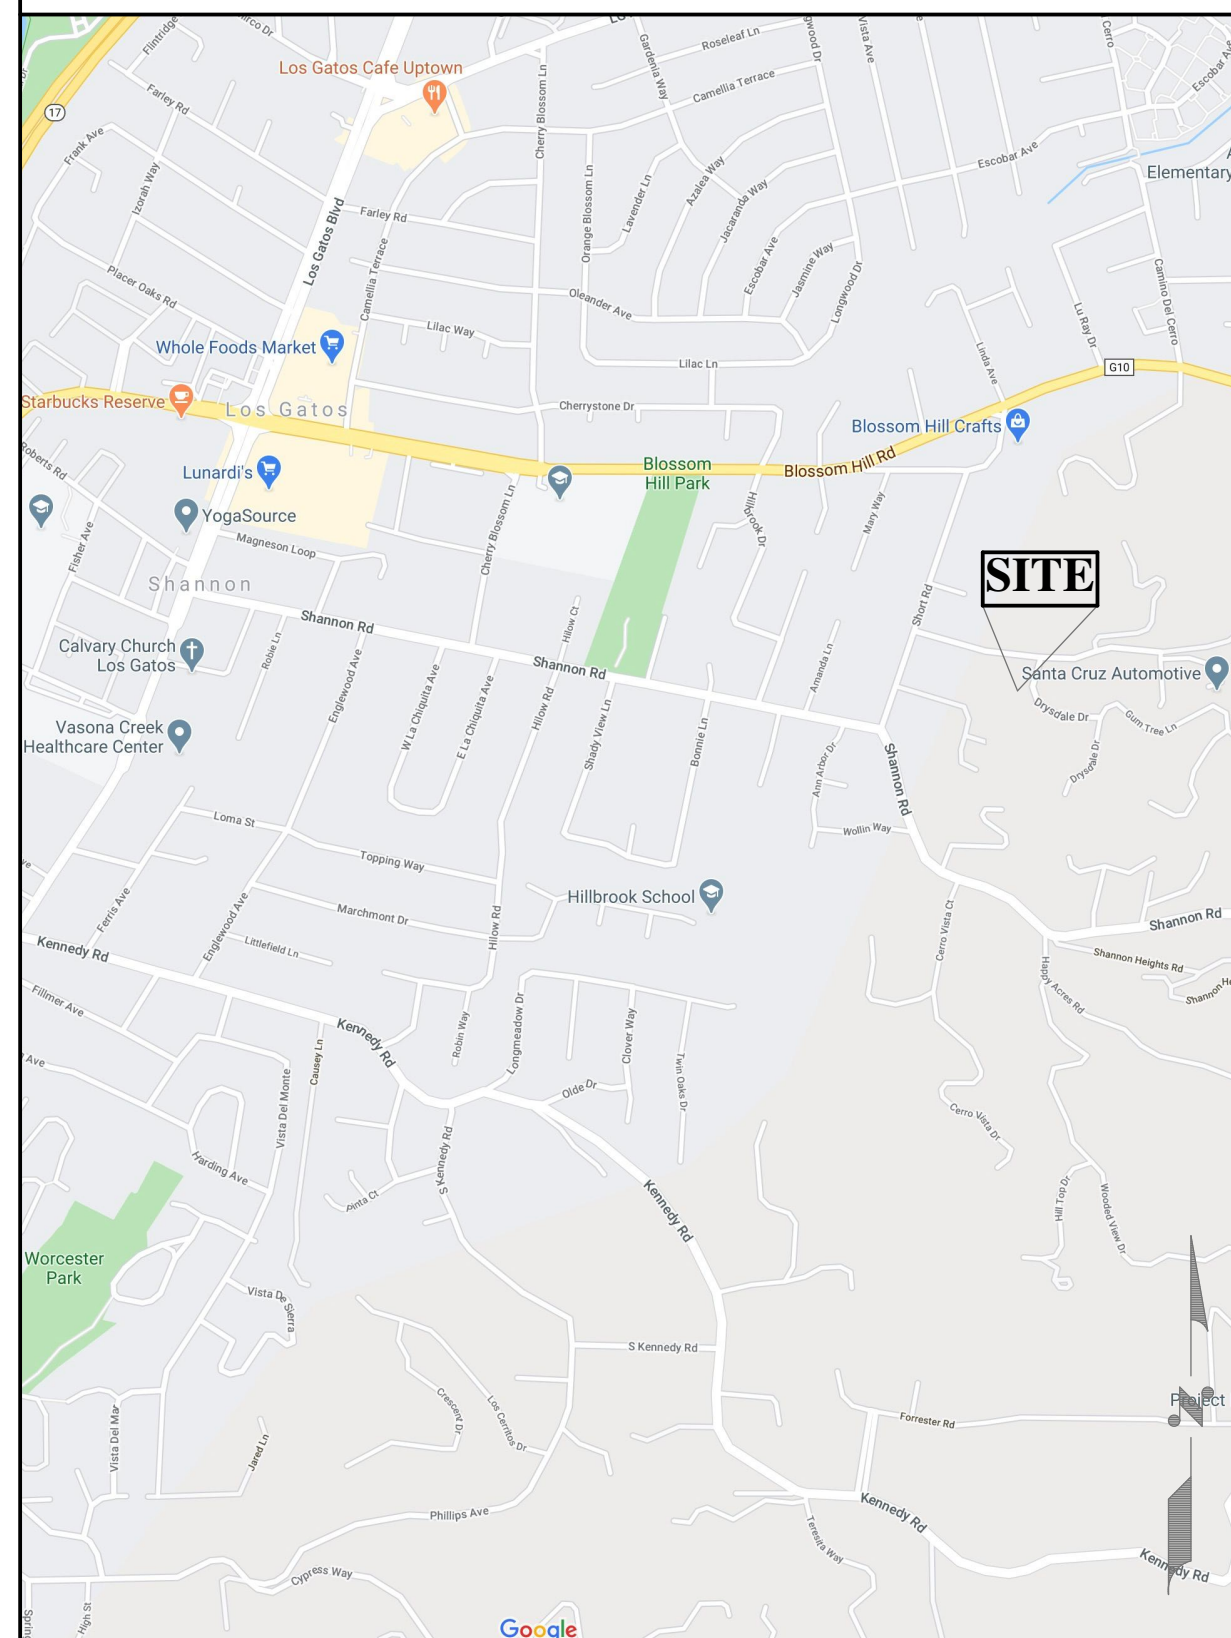 Los Gatos Cafe Uptown
Roseleaf Ln
Gardenia Way
Vista Ave
Cerro
Escobar Av
Camellia Terrace
Flintridge
17
Farley Rd
Frank Ave
Izorah Way
Cherry Blossom Ln
Escobar Ave
Elementary
Orange Blossom Ln
Lavender Ln
Azalea Way
Jacaranda Way
Farley Rd
Los Gatos Blvd
Camellia Terrace
Escobar Ave
Jasmine Way
Longwood Dr
Placer Oaks Rd
Oleander Ave
Camino Del Cerro
Lu Ray Dr
Lilac Way
Whole Foods Market
Lilac Ln
Linda Ave
G10
Starbucks Reserve
Los Gatos
Cherrystone Dr
Blossom Hill Crafts
Blossom Hill Rd
Roberts Rd
Lunardi's
Blossom
Hill Park
Hillbrook Dr
Mary Way
YogaSource
Fisher Ave
Magneson Loop
Cherry Blossom Ln
Shannon
SITE
Short Rd
Shannon Rd
Hilow Ct
Calvary Church
Los Gatos
Robie Ln
Englewood Ave
Shannon Rd
Amanda Ln
Santa Cruz Automotive
W La Chiquita Ave
E La Chiquita Ave
Hilow Rd
Shady View Ln
Bonnie Ln
Drysdale Dr
Gum Tree Ln
Vasona Creek
Healthcare Center
Ann Arbor Dr
Shannon Rd
Drysdale Dr
Loma St
Wollin Way
Topping Way
Hillbrook School
Ferris Ave
Englewood Ave
Marchmont Dr
Hilow Rd
Cerro Vista Ct
Shannon Rd
Kennedy Rd
Littlefield Ln
Shannon Heights Rd
Happy Acres Rd
Shannon He
Fillmer Ave
Kennedy Rd
Robin Way
Longmeadow Dr
Clover Way
Ave
Causey Ln
Vista Del Monte
Olde Dr
Twin Oaks Dr
Cerro Vista Dr
Harding Ave
S Kennedy Rd
Pinta Ct
Kennedy Rd
Hill Top Dr
Wooded View Dr
Worcester
Park
Vista De Sierra
S Kennedy Rd
Crescent Dr
Los Cerritos Dr
Project
N
Forrester Rd
Vista Del Mar
Jared Ln
Phillips Ave
Kennedy Rd
Teresita Way
Kennedy Rd
Cypress Way
High St
Sprin
Google